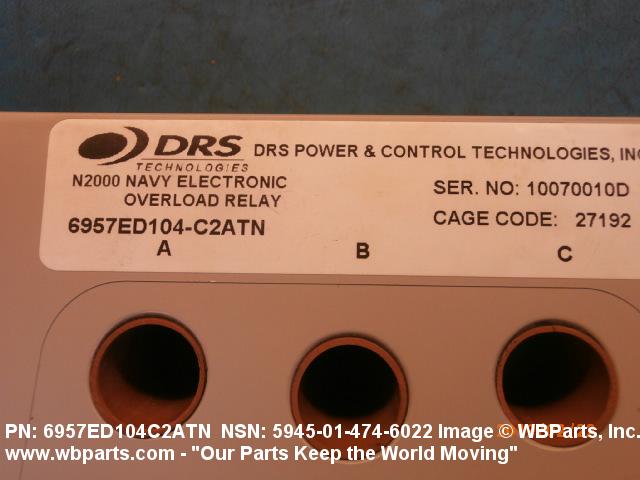 DRS
TECHNOLOGIES
DRS POWER & CONTROL TECHNOLOGIES, INC
N2000 NAVY ELECTRONIC
OVERLOAD RELAY
SER. NO: 10070010D
6957ED104-C2ATN
CAGE CODE: 27192
A B C
PN: 6957ED104C2ATN NSN: 5945-01-474-6022 Image © WBParts, Inc.
www.wbparts.com - "Our Parts Keep the World Moving"